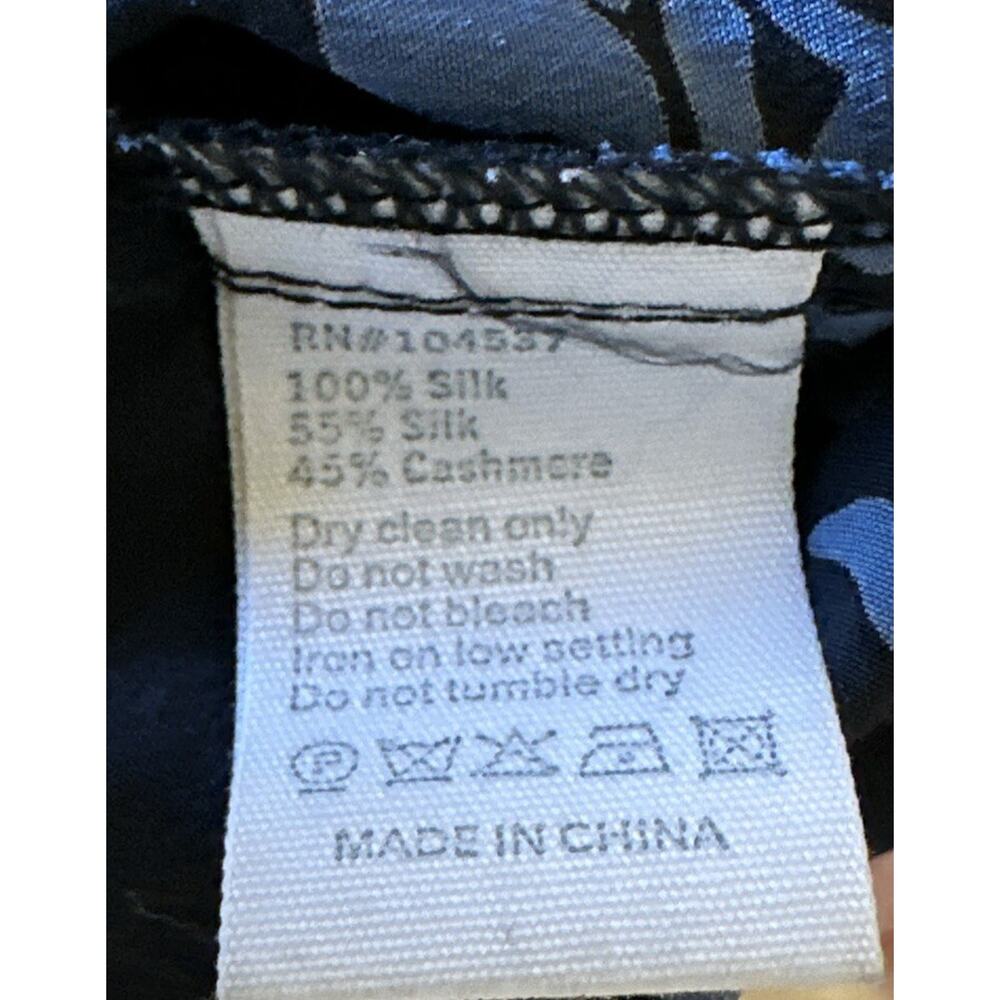 RN#104537
100% Silk
55% Silk
45% Cashmere
Dry clean only
Do not wash
Do not bleach
Iron on low setting
Do not tumble dry
P
MADE IN CHINA